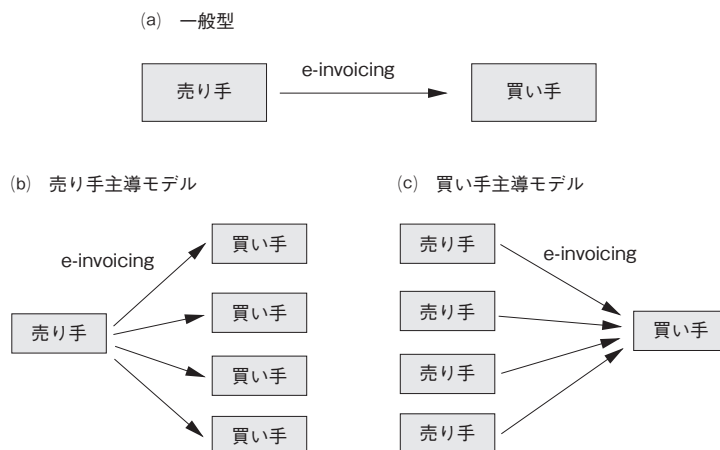 (a) 一般型
売り手
e-invoicing
買い手
(b) 売り手主導モデル
e-invoicing
売り手
買い手
買い手
買い手
買い手
(c) 買い手主導モデル
売り手
売り手
売り手
売り手
e-invoicing
買い手